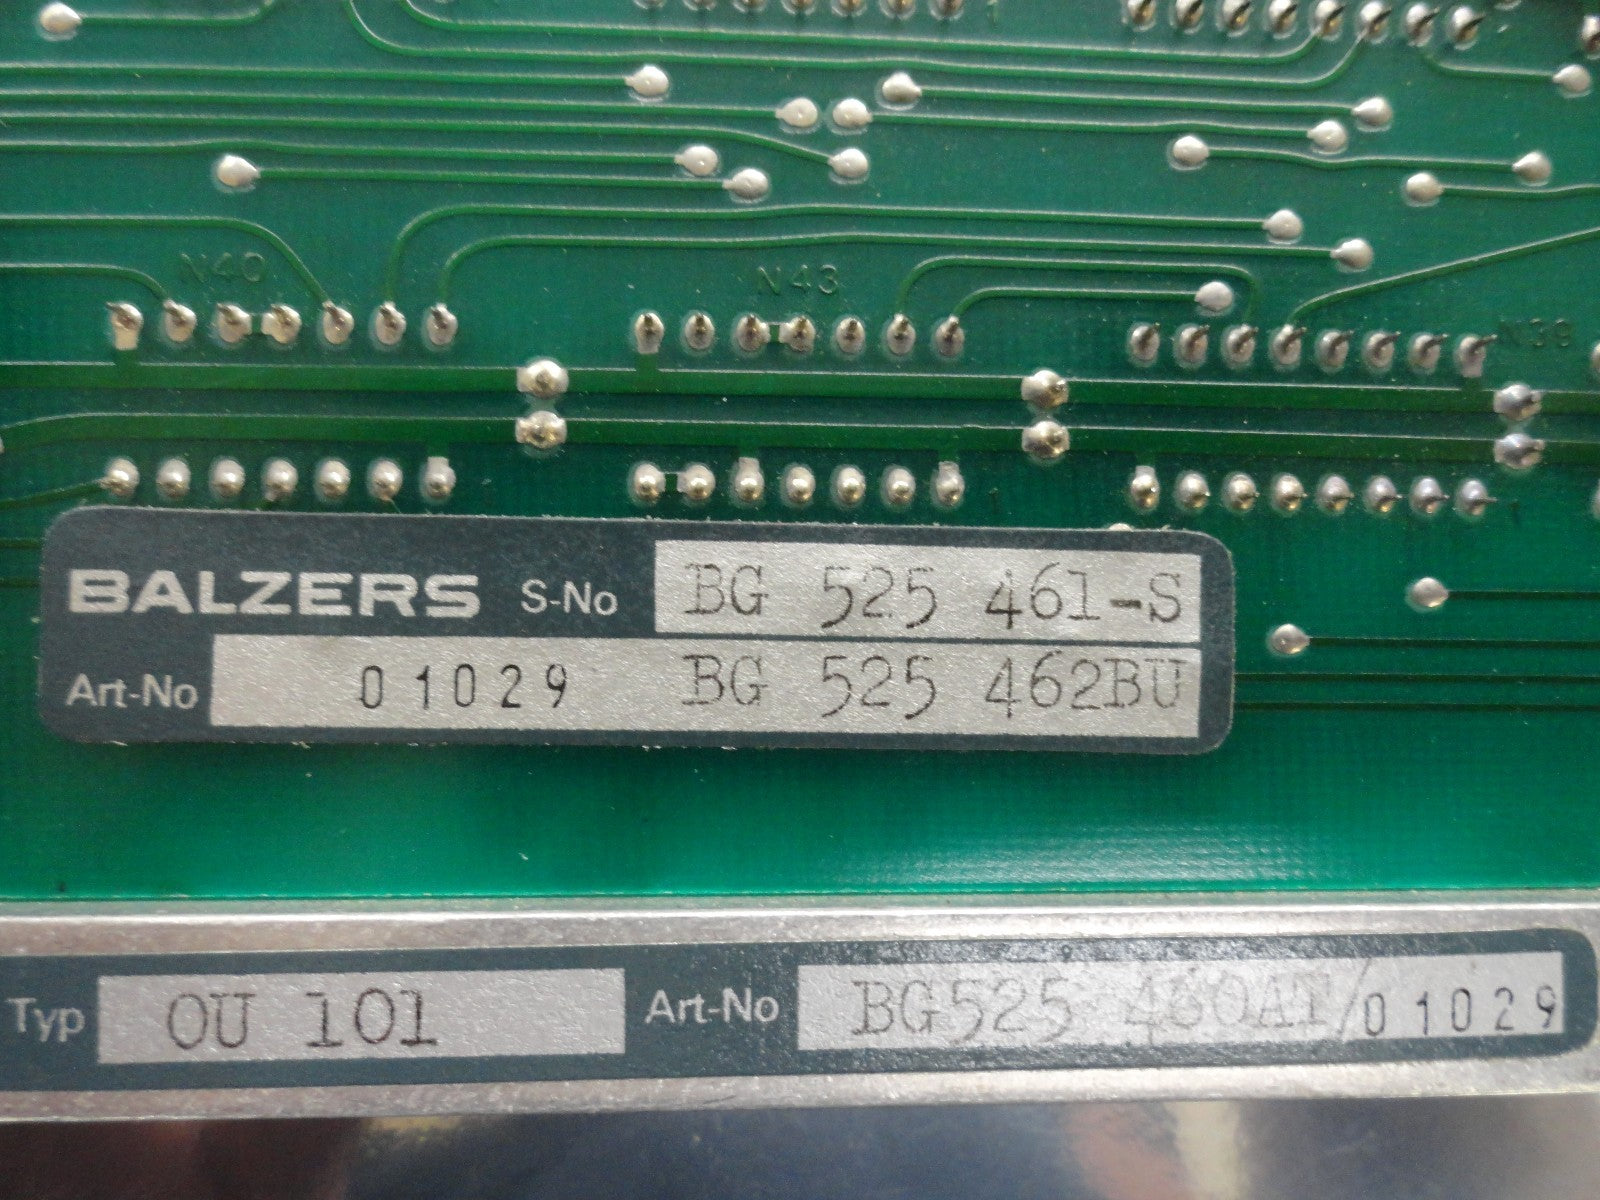 N40 N43
N39
BALZERS S-No BG 525 461-S
Art-No 01029 BG 525 462BU
Typ OU 101 Art-No BG525 460AT/01029